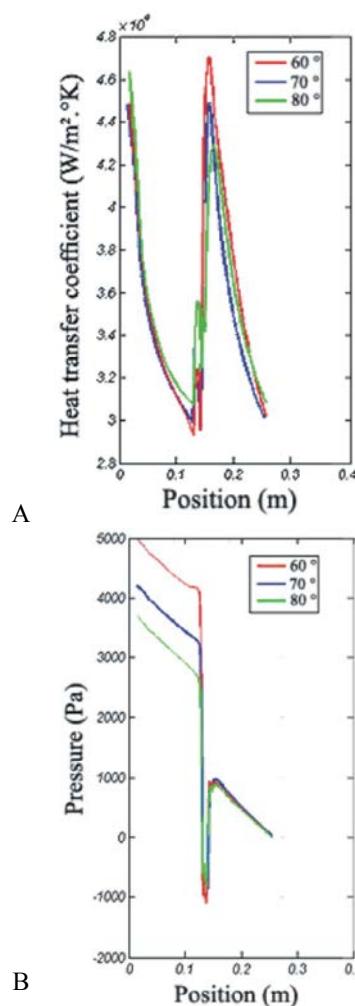 4.8 x 10⁶
4.6
4.4
4.2
4
3.8
3.6
3.4
3.2
3.0
2.8
Heat transfer coefficient (W/m².°K)
60 °
70 °
80 °
0 0.1 0.2 0.3 0.4
Position (m)
A
5000
4000
3000
2000
1000
0
-1000
-2000
Pressure (Pa)
60 °
70 °
80 °
0 0.1 0.2 0.3
Position (m)
B